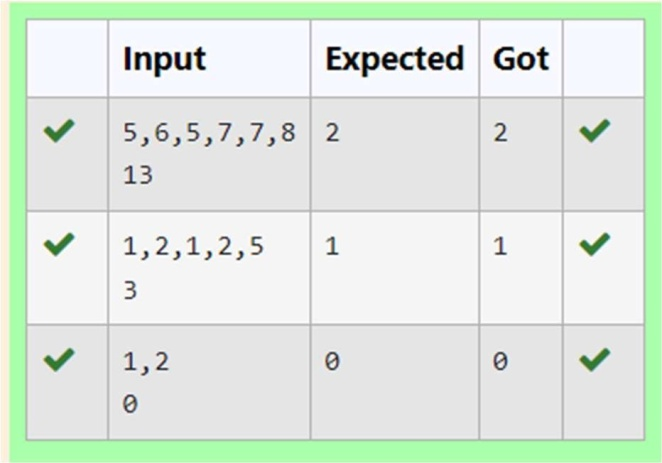 Input Expected Got
5,6,5,7,7,8 2 2
13
1,2,1,2,5 1 1
3
1,2 0 0
0